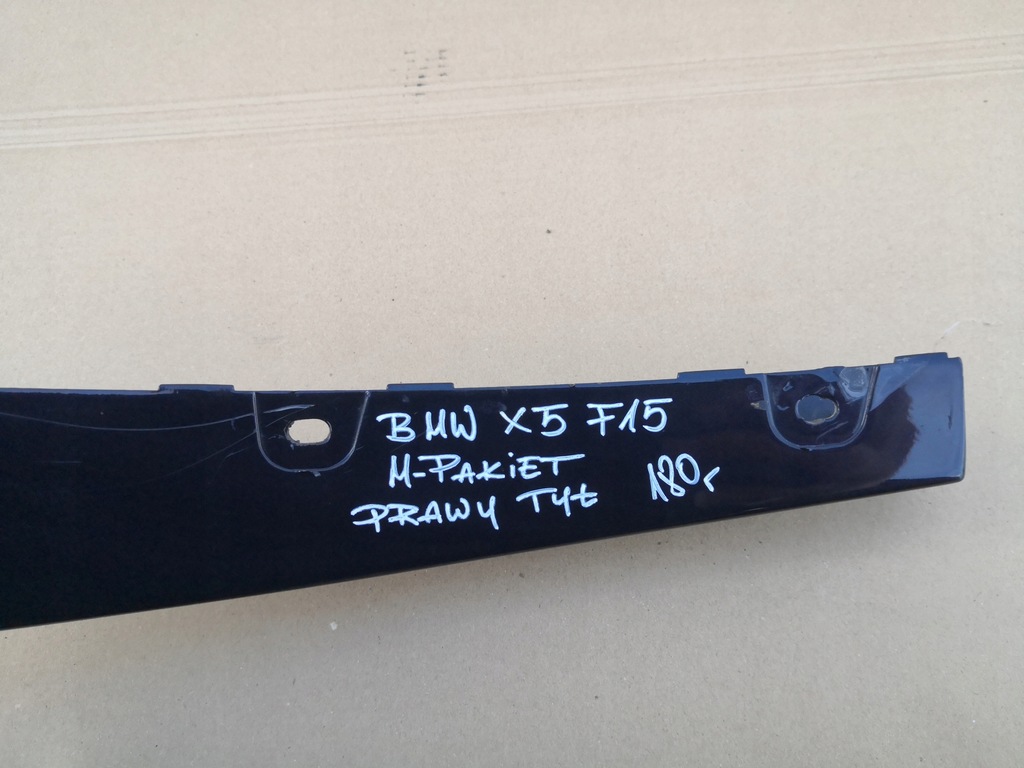 BMW X5 F15
M-PAKiET
PRAWY TYŁ 180,-